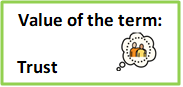 Value of the term:
Trust